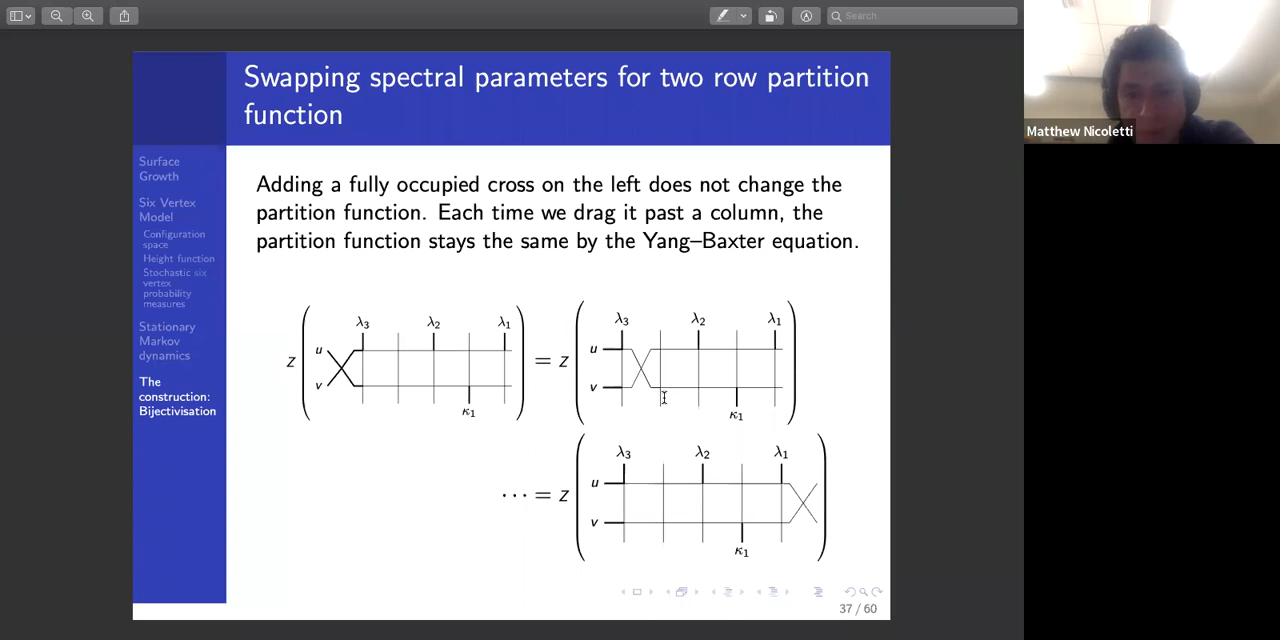 Search
Matthew Nicoletti
Swapping spectral parameters for two row partition
function
Surface
Growth
Six Vertex
Model
Configuration
space
Height function
Stochastic six
vertex
probability
measures
Stationary
Markov
dynamics
The
construction:
Bijectivisation
Adding a fully occupied cross on the left does not change the
partition function. Each time we drag it past a column, the
partition function stays the same by the Yang–Baxter equation.
λ3 λ2 λ1
u
Z
v
κ1
λ3 λ2 λ1
u
= Z
v
κ1
λ3 λ2 λ1
u
··· = Z
v
κ1
37 / 60